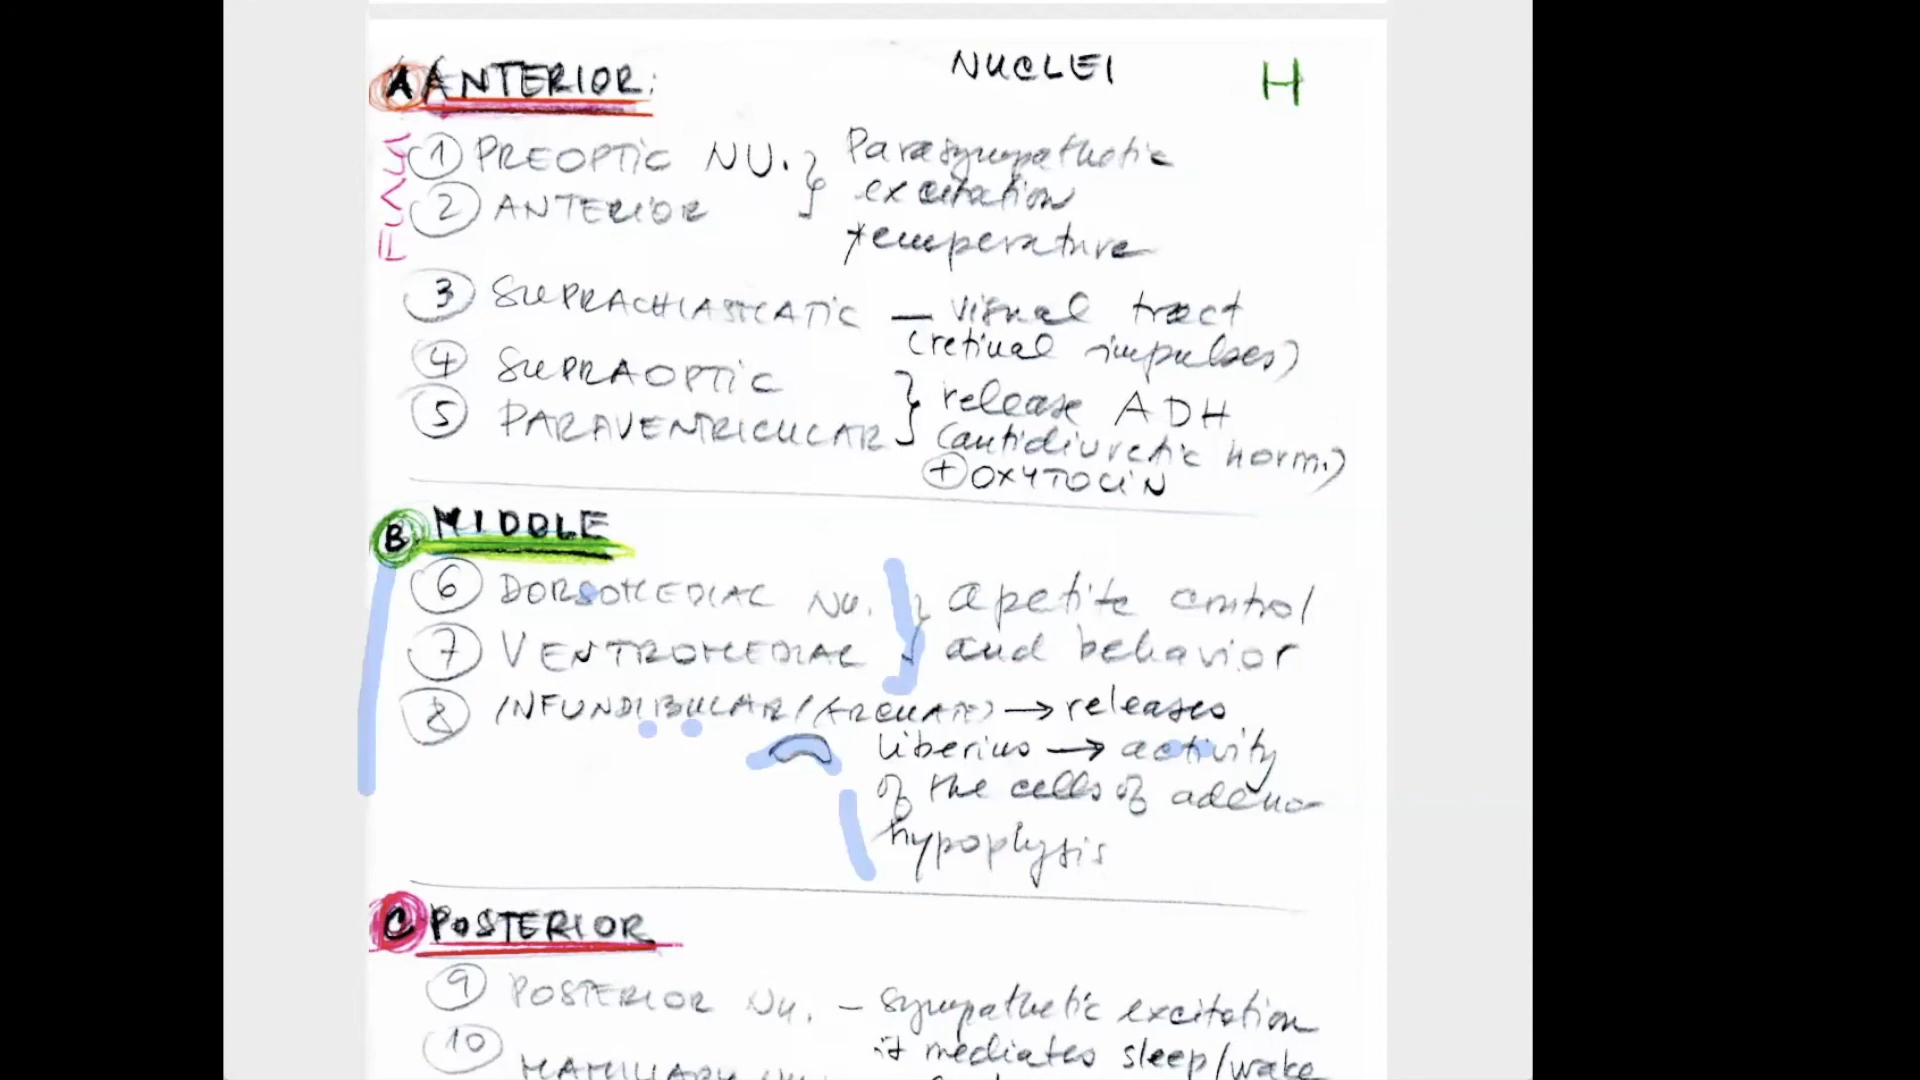 A ANTERIOR: NUCLEI H
FUNU
1 PREOPTIC NU. } Parasympathetic
2 ANTERIOR excitation
temperature
3 SUPRACHIASMATIC — visual tract
(retinal impulses)
4 SUPRAOPTIC
5 PARAVENTRICULAR } release ADH
(antidiuretic horm.)
+ OXYTOCIN
B. MIDDLE
6 DORSOMEDIAL NU. } apetite control
7 VENTROMEDIAL and behavior
8 INFUNDIBULAR/(ARCUATE) → releases
liberins → activity
of the cells of adeno-
hypophysis
C POSTERIOR
9 POSTERIOR NU. — sympathetic excitation
10 it mediates sleep/wake
MAMILLARY NU.